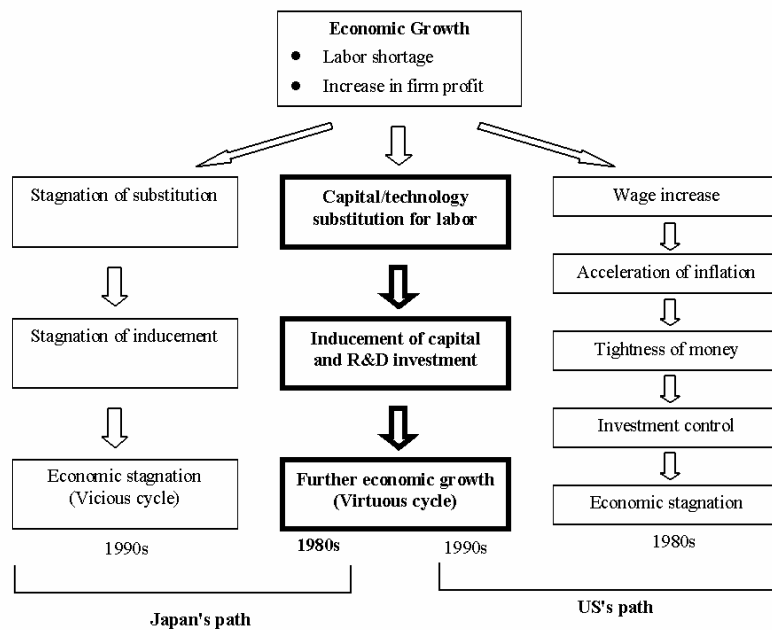 Economic Growth
● Labor shortage
● Increase in firm profit
Stagnation of substitution
Stagnation of inducement
Economic stagnation
(Vicious cycle)
Capital/technology
substitution for labor
Inducement of capital
and R&D investment
Further economic growth
(Virtuous cycle)
Wage increase
Acceleration of inflation
Tightness of money
Investment control
Economic stagnation
1990s
1980s
1990s
1980s
Japan's path
US's path